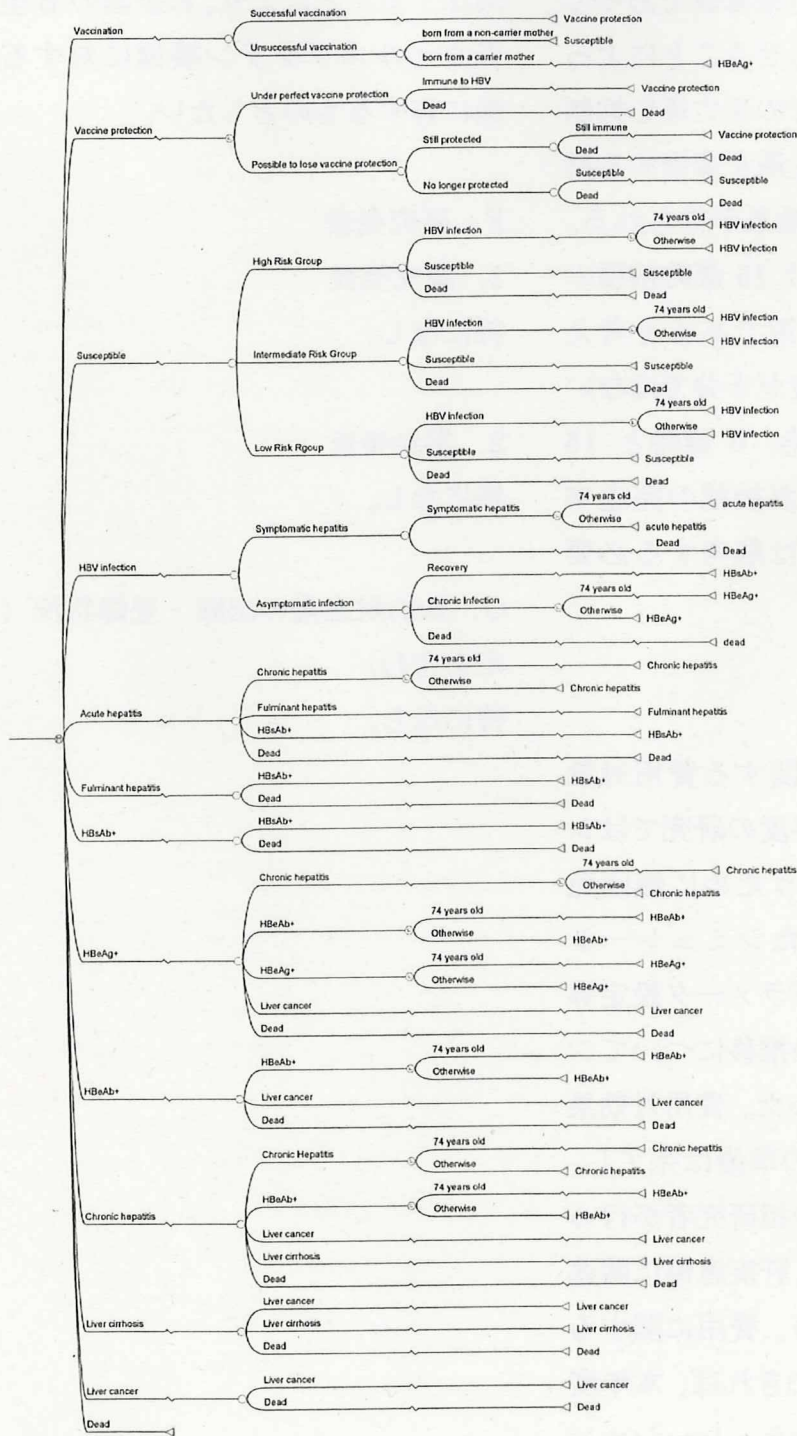 Vaccination
Successful vaccination
Vaccine protection
Unsuccessful vaccination
born from a non-carrier mother
Susceptible
born from a carrier mother
HBeAg+
Vaccine protection
Under perfect vaccine protection
Immune to HBV
Vaccine protection
Dead
Dead
Possible to lose vaccine protection
Still protected
Still immune
Vaccine protection
Dead
Dead
No longer protected
Susceptible
Susceptible
Dead
Dead
Susceptible
High Risk Group
HBV infection
74 years old
HBV infection
Otherwise
HBV infection
Susceptible
Susceptible
Dead
Dead
Intermediate Risk Group
HBV infection
74 years old
HBV infection
Otherwise
HBV infection
Susceptible
Susceptible
Dead
Dead
Low Risk Rgoup
HBV infection
74 years old
HBV infection
Otherwise
HBV infection
Susceptible
Susceptible
Dead
Dead
HBV infection
Symptomatic hepatitis
Symptomatic hepatitis
74 years old
acute hepatitis
Otherwise
acute hepatitis
Dead
Dead
Asymptomatic infection
Recovery
HBsAb+
Chronic Infection
74 years old
HBeAg+
Otherwise
HBeAg+
Dead
dead
Acute hepatitis
Chronic hepatitis
74 years old
Chronic hepatitis
Otherwise
Chronic hepatitis
Fulminant hepatitis
Fulminant hepatitis
HBsAb+
HBsAb+
Dead
Dead
Fulminant hepatitis
HBsAb+
HBsAb+
Dead
Dead
HBsAb+
HBsAb+
HBsAb+
Dead
Dead
HBeAg+
Chronic hepatitis
74 years old
Chronic hepatitis
Otherwise
Chronic hepatitis
HBeAb+
74 years old
HBeAb+
Otherwise
HBeAb+
HBeAg+
74 years old
HBeAg+
Otherwise
HBeAg+
Liver cancer
Liver cancer
Dead
Dead
HBeAb+
HBeAb+
74 years old
HBeAb+
Otherwise
HBeAb+
Liver cancer
Liver cancer
Dead
Dead
Chronic hepatitis
Chronic Hepatitis
74 years old
Chronic hepatitis
Otherwise
Chronic hepatitis
HBeAb+
74 years old
HBeAb+
Otherwise
HBeAb+
Liver cancer
Liver cancer
Liver cirrhosis
Liver cirrhosis
Dead
Dead
Liver cirrhosis
Liver cancer
Liver cancer
Liver cirrhosis
Liver cirrhosis
Dead
Dead
Liver cancer
Liver cancer
Liver cancer
Dead
Dead
Dead